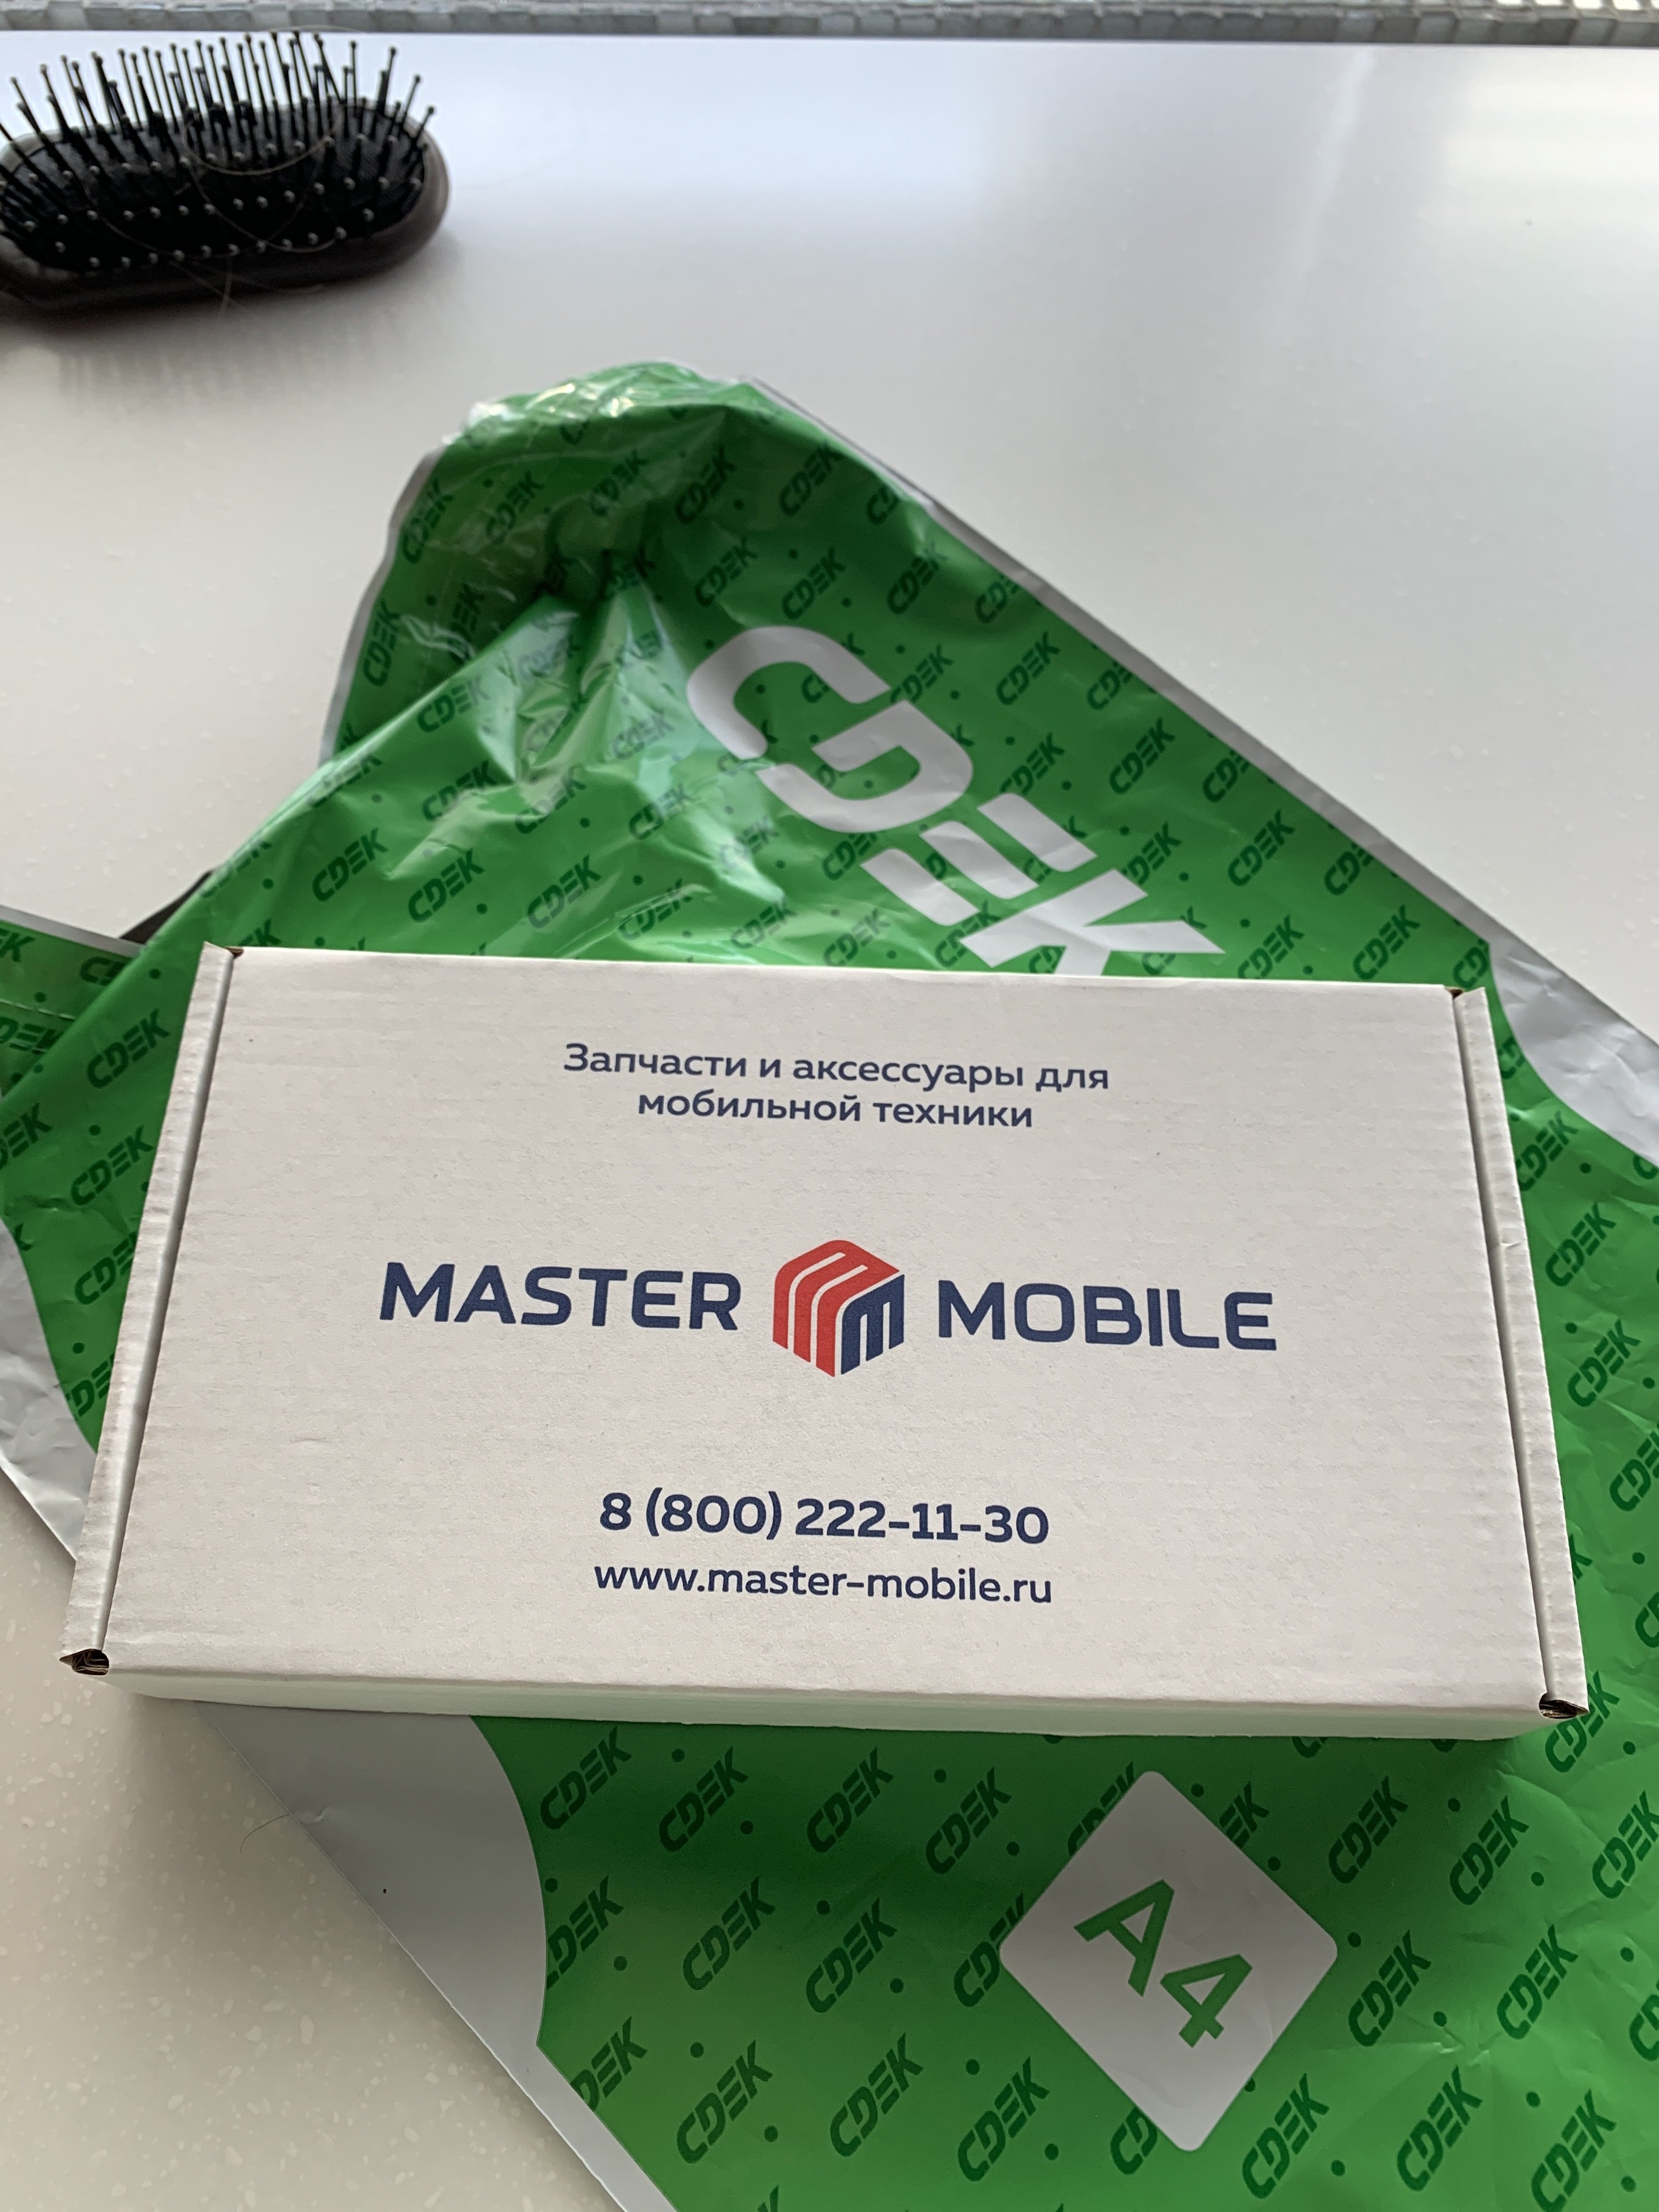 CDEK
Запчасти и аксессуары для
мобильной техники
MASTER MOBILE
8 (800) 222-11-30
www.master-mobile.ru
A4